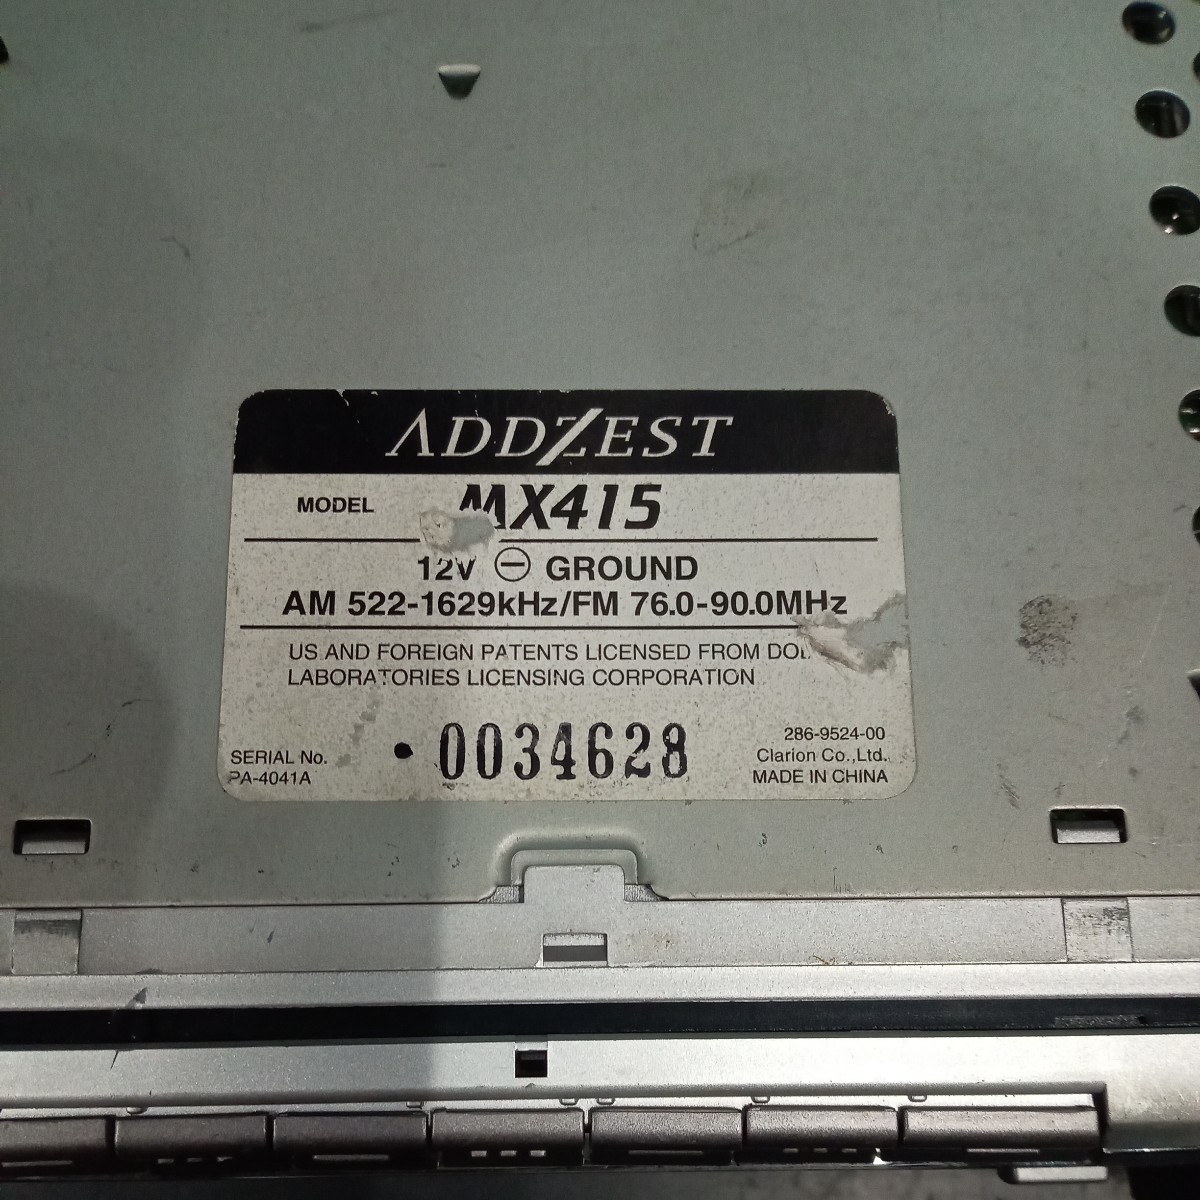 ADDZEST
MODEL MX415
12V ⊖ GROUND
AM 522-1629kHz/FM 76.0-90.0MHz
US AND FOREIGN PATENTS LICENSED FROM
LABORATORIES LICENSING CORPORATION
SERIAL No.
PA-4041A
• 0034628
286-9524-00
Clarion Co.,Ltd.
MADE IN CHINA